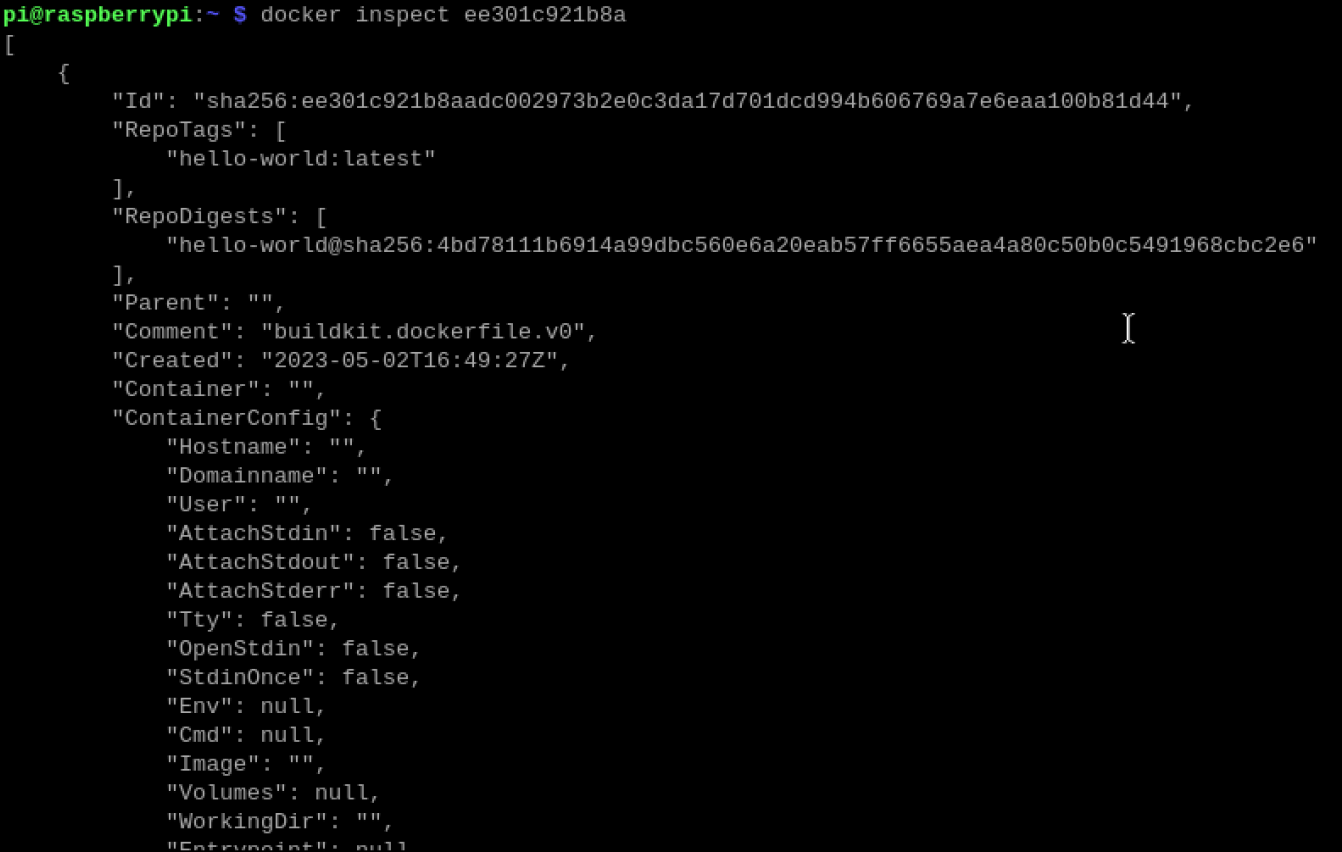 pi@raspberrypi:~ $ docker inspect ee301c921b8a
[
    {
        "Id": "sha256:ee301c921b8aadc002973b2e0c3da17d701dcd994b606769a7e6eaa100b81d44",
        "RepoTags": [
            "hello-world:latest"
        ],
        "RepoDigests": [
            "hello-world@sha256:4bd78111b6914a99dbc560e6a20eab57ff6655aea4a80c50b0c5491968cbc2e6"
        ],
        "Parent": "",
        "Comment": "buildkit.dockerfile.v0",
        "Created": "2023-05-02T16:49:27Z",
        "Container": "",
        "ContainerConfig": {
            "Hostname": "",
            "Domainname": "",
            "User": "",
            "AttachStdin": false,
            "AttachStdout": false,
            "AttachStderr": false,
            "Tty": false,
            "OpenStdin": false,
            "StdinOnce": false,
            "Env": null,
            "Cmd": null,
            "Image": "",
            "Volumes": null,
            "WorkingDir": "",
            "Entrypoint": null